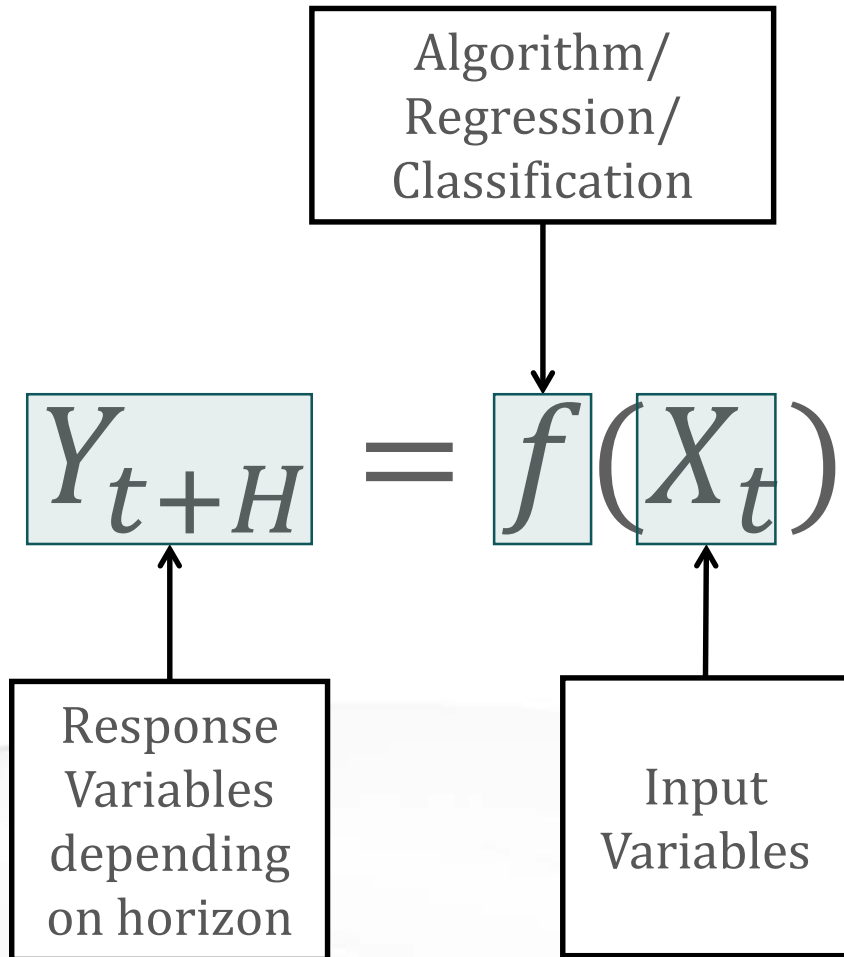 Algorithm/
Regression/
Classification
Y_{t+H} = f(X_t)
Response
Variables
depending
on horizon
Input
Variables